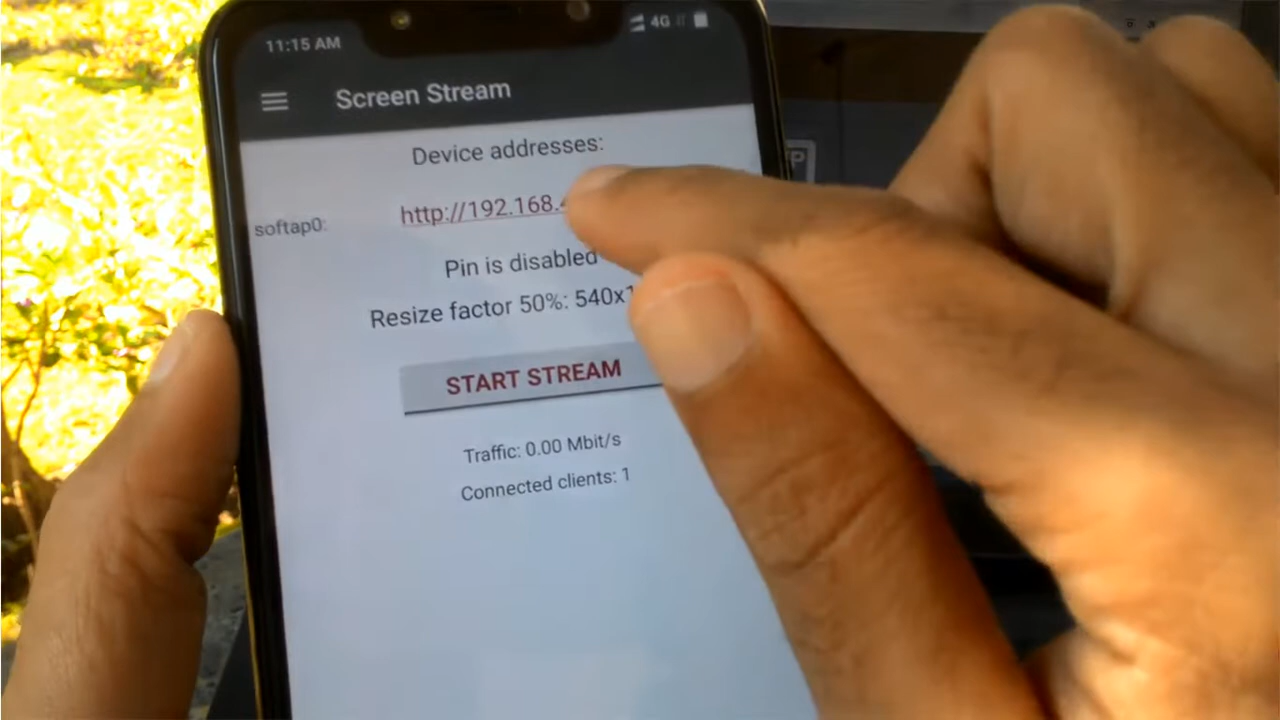 11:15 AM
4G
Screen Stream
Device addresses:
softap0:
http://192.168.
Pin is disabled
Resize factor 50%: 540x1
START STREAM
Traffic: 0.00 Mbit/s
Connected clients: 1